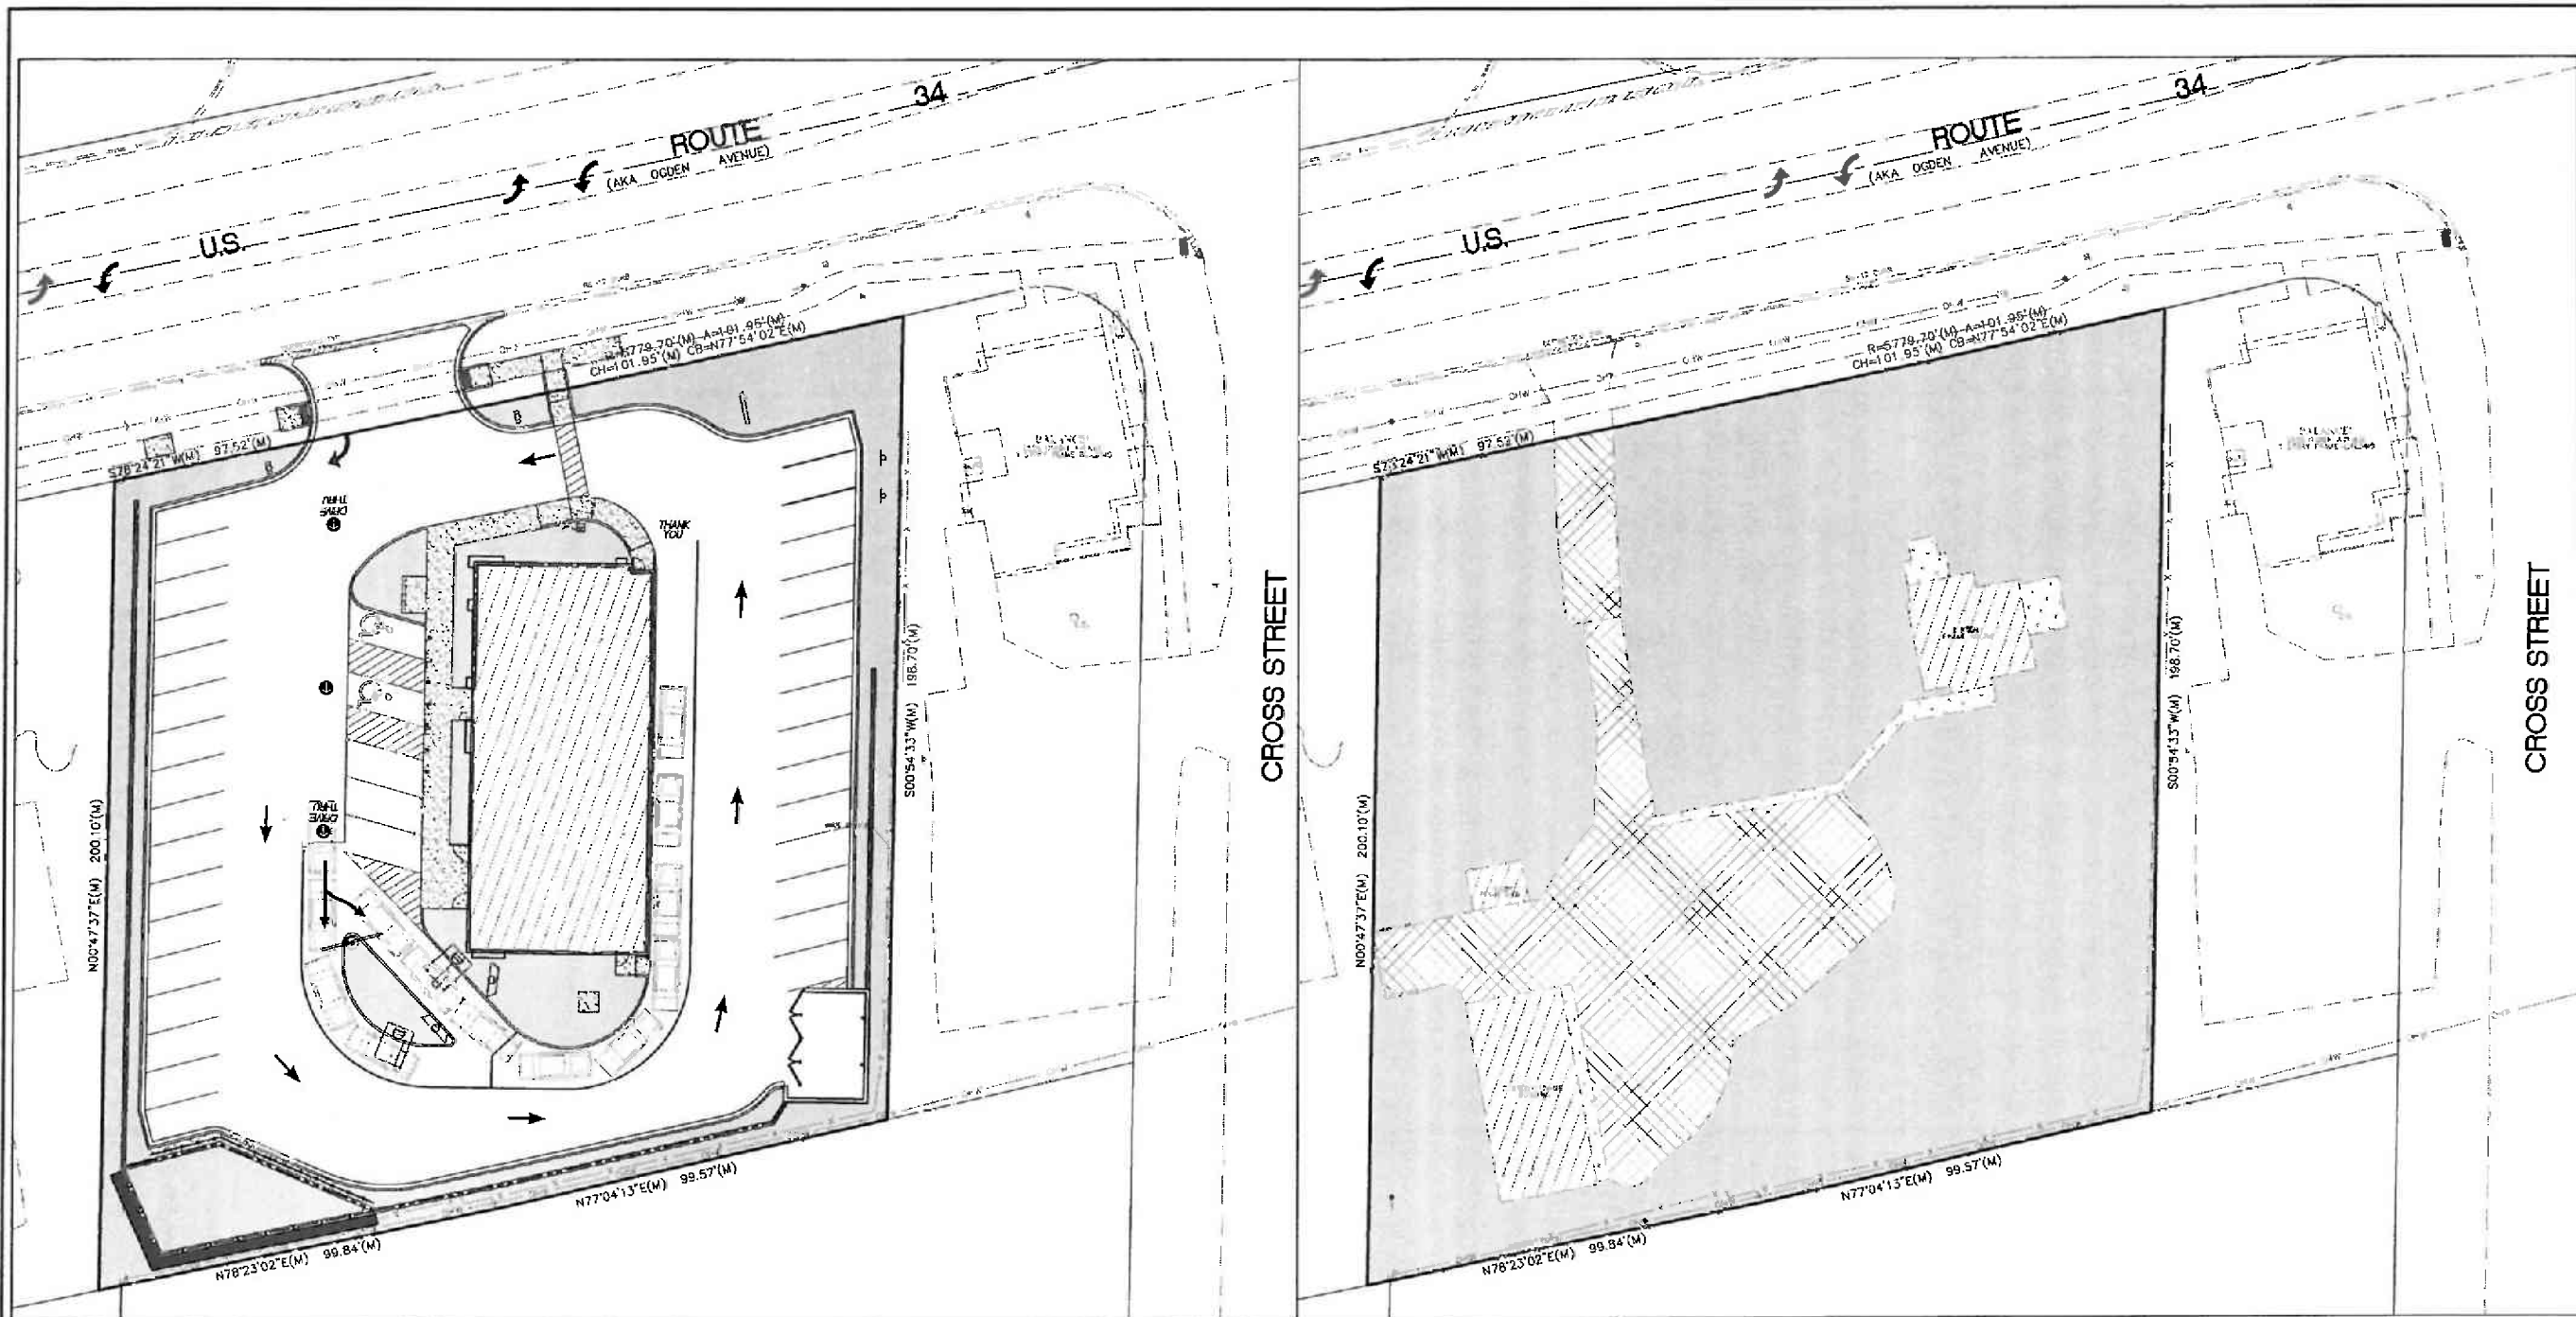 34
ROUTE
(AKA OGDEN AVENUE)
U.S.
CH=101.95'(M) CB=N77°54'02"E(M)
S78°24'21"W(M) 97.52'(M)
DRIVE
THRU
THANK
YOU
DRIVE
THRU
N00°47'37"E(M) 200.10'(M)
S00°54'33"W(M) 198.70'(M)
CROSS STREET
N77°04'13"E(M) 99.57'(M)
N78°23'02"E(M) 99.84'(M)
34
ROUTE
(AKA OGDEN AVENUE)
U.S.
R=5779.70'(M) A=101.95'(M)
CH=101.95'(M) CB=N77°54'02"E(M)
97.52'(M)
N00°47'37"E(M) 200.10'(M)
S00°54'33"W(M) 198.70'(M)
CROSS STREET
N77°04'13"E(M) 99.57'(M)
N78°23'02"E(M) 99.84'(M)